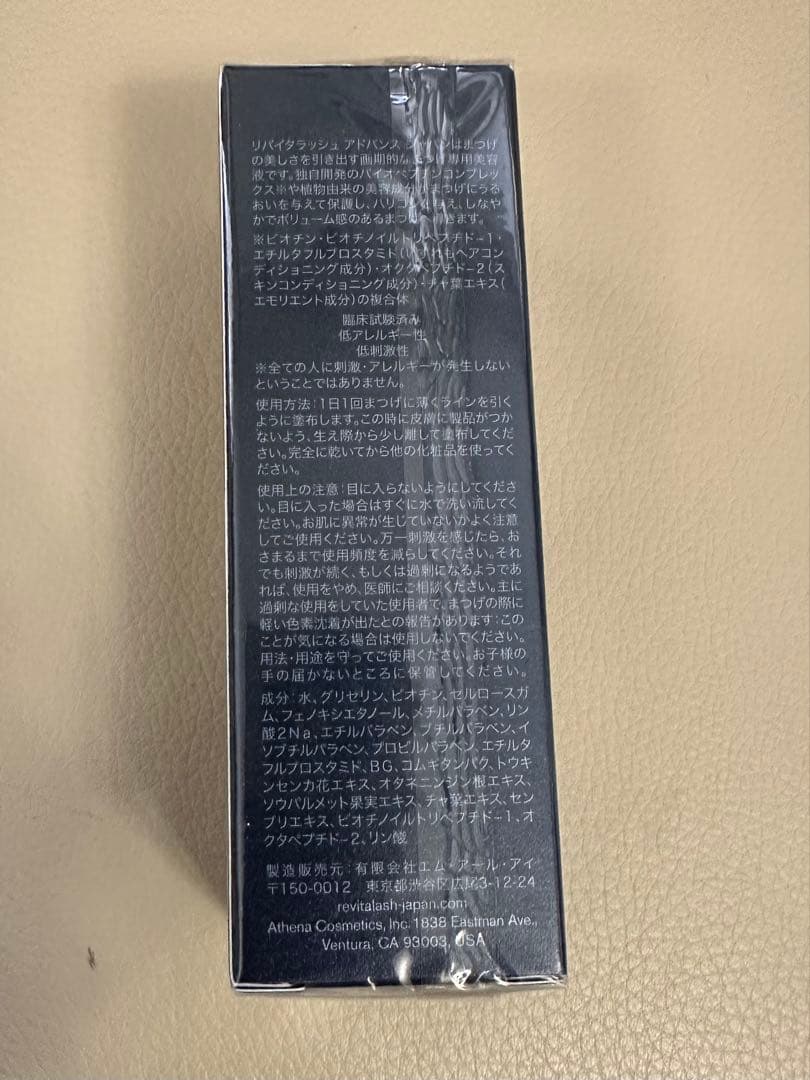 リバイタラッシュ アドバンス ジャパンはまつげ
の美しさを引き出す画期的なまつげ専用美容
液です。独自開発のバイオペプチンコンプレッ
クス※や植物由来の美容成分がまつげにうる
おいを与えて保護し、ハリコシを与え、しなや
かでボリューム感のあるまつげへ導きます。
※ビオチン・ビオチノイルトリペプチド-1・
エチルタフルプロスタミド(いずれもヘアコン
ディショニング成分)・オクタペプチド-2(ス
キンコンディショニング成分)・チャ葉エキス(
エモリエント成分)の複合体
臨床試験済み
低アレルギー性
低刺激性
※全ての人に刺激・アレルギーが発生しない
ということではありません。
使用方法：1日1回まつげに薄くラインを引く
ように塗布します。この時に皮膚に製品がつか
ないよう、生え際から少し離して塗布してくだ
さい。完全に乾いてから他の化粧品を使ってく
ださい。
使用上の注意：目に入らないようにしてくださ
い。目に入った場合はすぐに水で洗い流してく
ださい。お肌に異常が生じていないかよく注意
してご使用ください。万一刺激を感じたら、お
さまるまで使用頻度を減らしてください。それ
でも刺激が続く、もしくは過剰になるようであ
れば、使用をやめ、医師にご相談ください。主に
過剰な使用をしていた使用者で、まつげの際に
軽い色素沈着が出たとの報告があります：この
ことが気になる場合は使用しないでください。
用法・用途を守ってご使用ください。お子様の
手の届かないところに保管してください。
成分：水、グリセリン、ビオチン、セルロースガ
ム、フェノキシエタノール、メチルパラベン、リン
酸2Na、エチルパラベン、ブチルパラベン、イ
ソブチルパラベン、プロピルパラベン、エチルタ
フルプロスタミド、BG、コムギタンパク、トウキ
ンセンカ花エキス、オタネニンジン根エキス、
ソウパルメット果実エキス、チャ葉エキス、セン
ブリエキス、ビオチノイルトリペプチド-1、オ
クタペプチド-2、リン酸
製造販売元：有限会社エム・アール・アイ
〒150-0012 東京都渋谷区広尾3-12-24
revitalash-japan.com
Athena Cosmetics, Inc. 1838 Eastman Ave.,
Ventura, CA 93003, USA